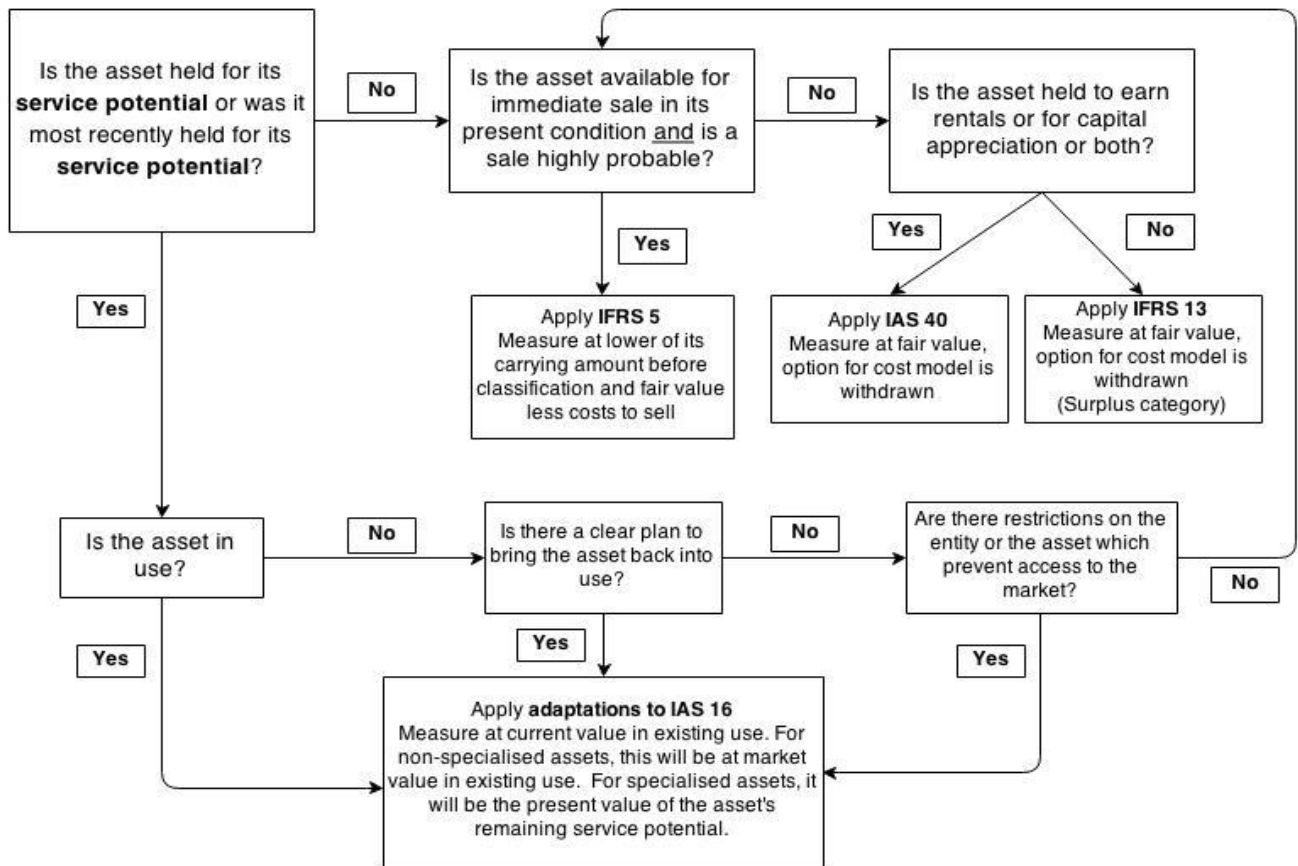 Is the asset held for its
service potential or was it
most recently held for its
service potential?
No
Is the asset available for
immediate sale in its
present condition and is a
sale highly probable?
No
Is the asset held to earn
rentals or for capital
appreciation or both?
Yes
Yes
Yes
No
Apply IFRS 5
Measure at lower of its
carrying amount before
classification and fair value
less costs to sell
Apply IAS 40
Measure at fair value,
option for cost model is
withdrawn
Apply IFRS 13
Measure at fair value,
option for cost model is
withdrawn
(Surplus category)
Is the asset in
use?
No
Is there a clear plan to
bring the asset back into
use?
No
Are there restrictions on the
entity or the asset which
prevent access to the
market?
No
Yes
Yes
Yes
Apply adaptations to IAS 16
Measure at current value in existing use. For
non-specialised assets, this will be at market
value in existing use. For specialised assets, it
will be the present value of the asset's
remaining service potential.